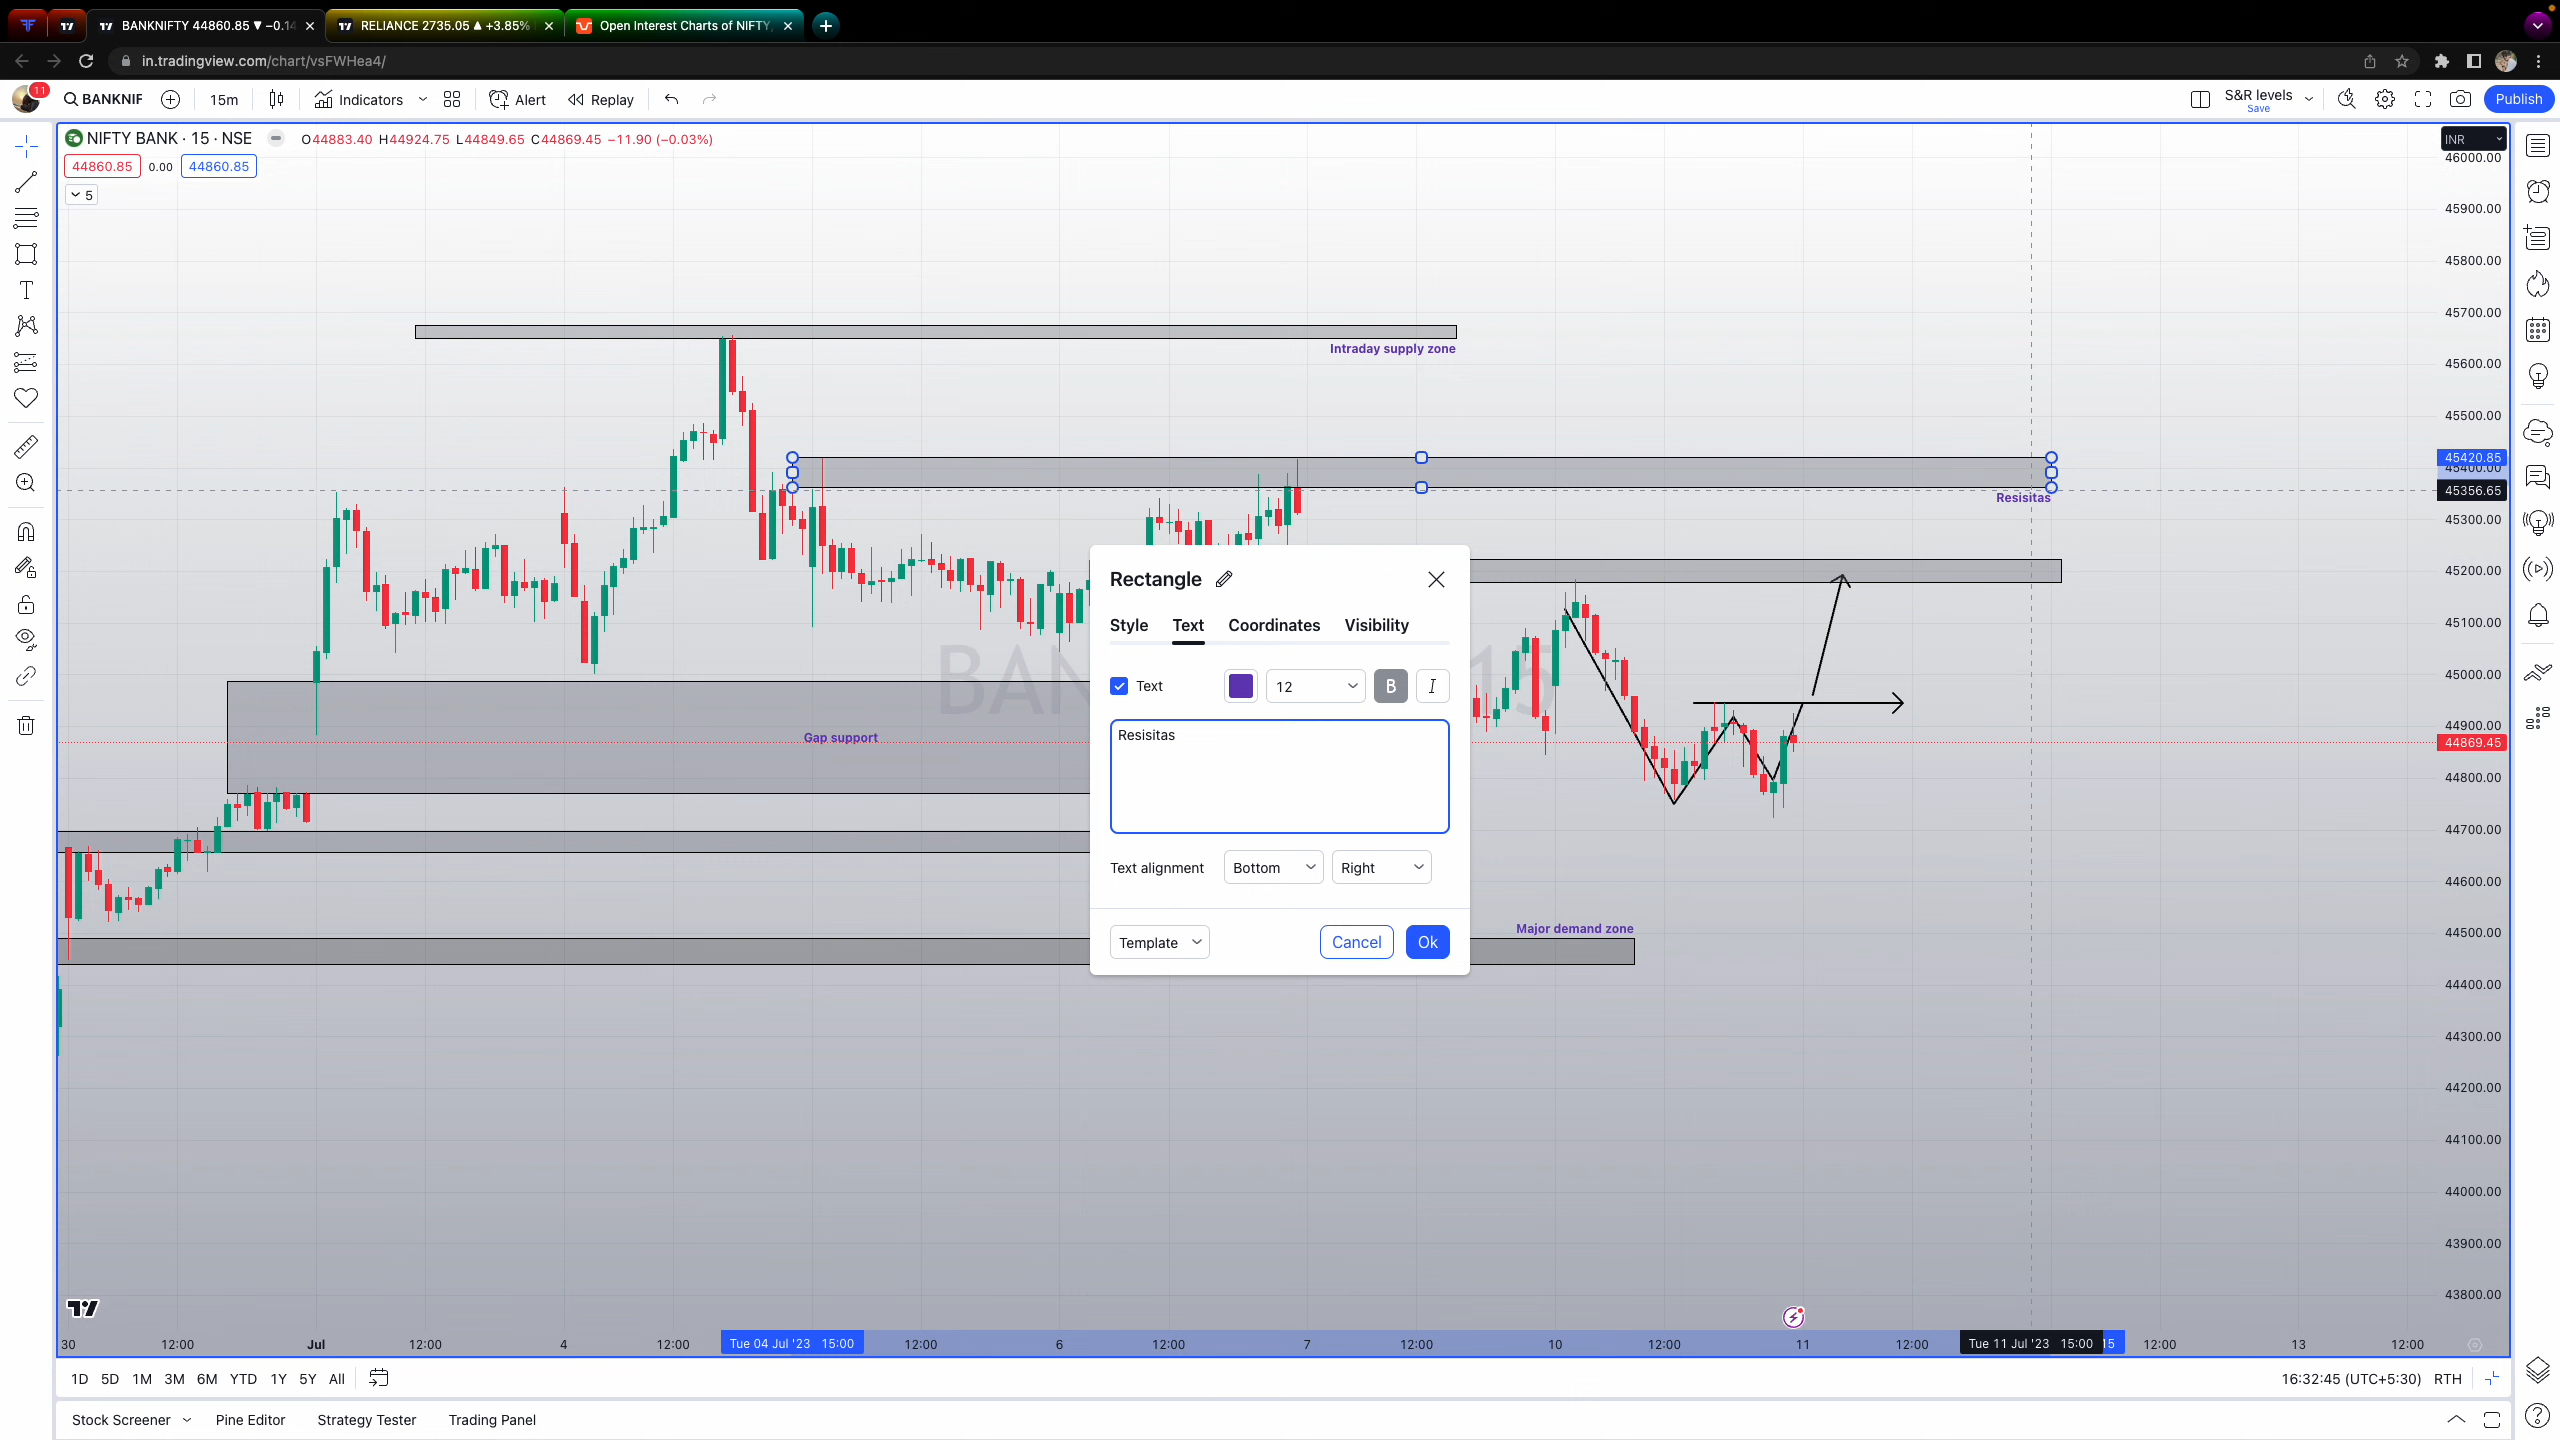 BANKNIFTY 44860.85 ▼ −0.14
RELIANCE 2735.05 ▲ +3.85%
Open Interest Charts of NIFTY,
in.tradingview.com/chart/vsFWHea4/
11
BANKNIF
15m
Indicators
Alert
Replay
S&R levels
Save
Publish
NIFTY BANK · 15 · NSE
O44883.40 H44924.75 L44849.65 C44869.45 −11.90 (−0.03%)
INR
44860.85
0.00
44860.85
5
46000.00
45900.00
45800.00
45700.00
Intraday supply zone
45600.00
45500.00
45420.85
45400.00
45356.65
Resisitas
45300.00
45200.00
45100.00
45000.00
44900.00
44869.45
44800.00
44700.00
44600.00
44500.00
44400.00
44300.00
44200.00
44100.00
44000.00
43900.00
43800.00
BAN
15
Gap support
Major demand zone
Rectangle
Style
Text
Coordinates
Visibility
Text
12
B
I
Resisitas
Text alignment
Bottom
Right
Template
Cancel
Ok
30
12:00
Jul
12:00
4
12:00
Tue 04 Jul '23 15:00
12:00
6
12:00
7
12:00
10
12:00
11
12:00
Tue 11 Jul '23 15:00
15
12:00
13
12:00
1D
5D
1M
3M
6M
YTD
1Y
5Y
All
16:32:45 (UTC+5:30)
RTH
Stock Screener
Pine Editor
Strategy Tester
Trading Panel